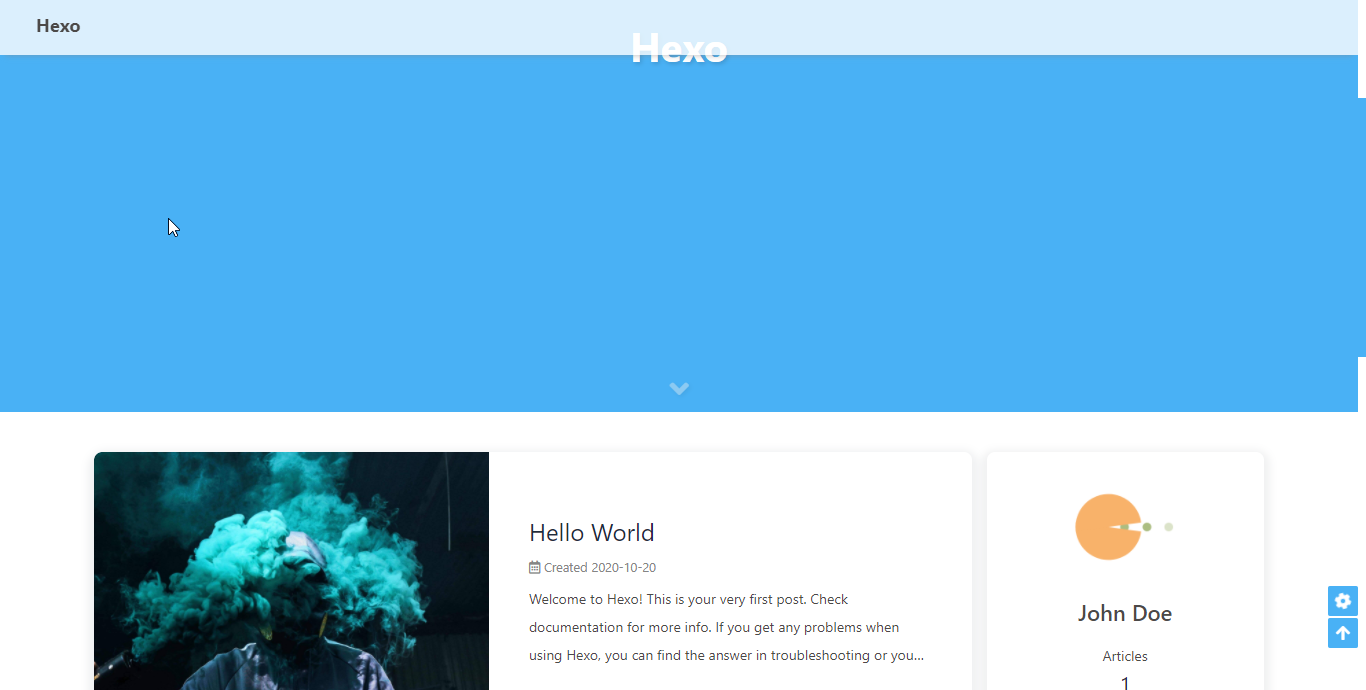 Hexo
Hexo
Hello World
Created 2020-10-20
Welcome to Hexo! This is your very first post. Check
documentation for more info. If you get any problems when
using Hexo, you can find the answer in troubleshooting or you...
John Doe
Articles
1